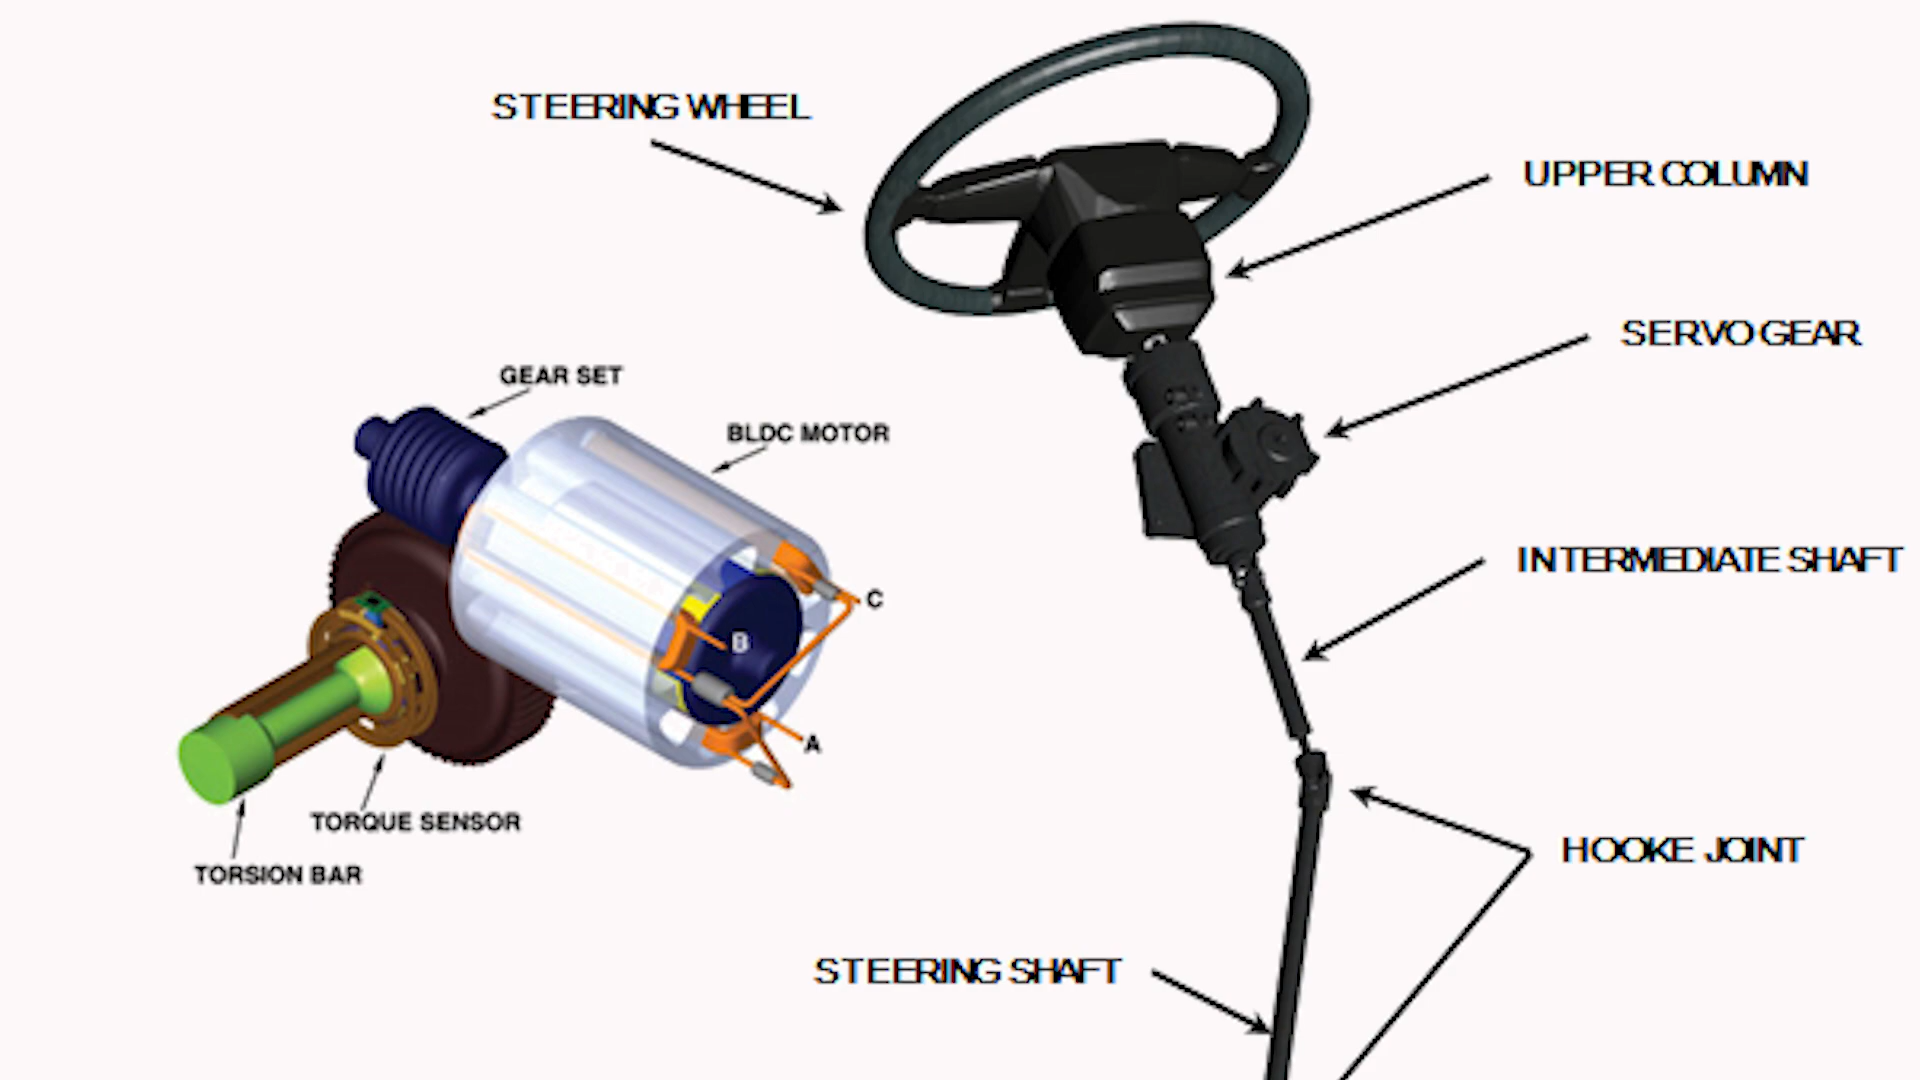 STEERING WHEEL
UPPER COLUMN
SERVO GEAR
GEAR SET
BLDC MOTOR
INTERMEDIATE SHAFT
C
B
A
TORQUE SENSOR
HOOKE JOINT
TORSION BAR
STEERING SHAFT